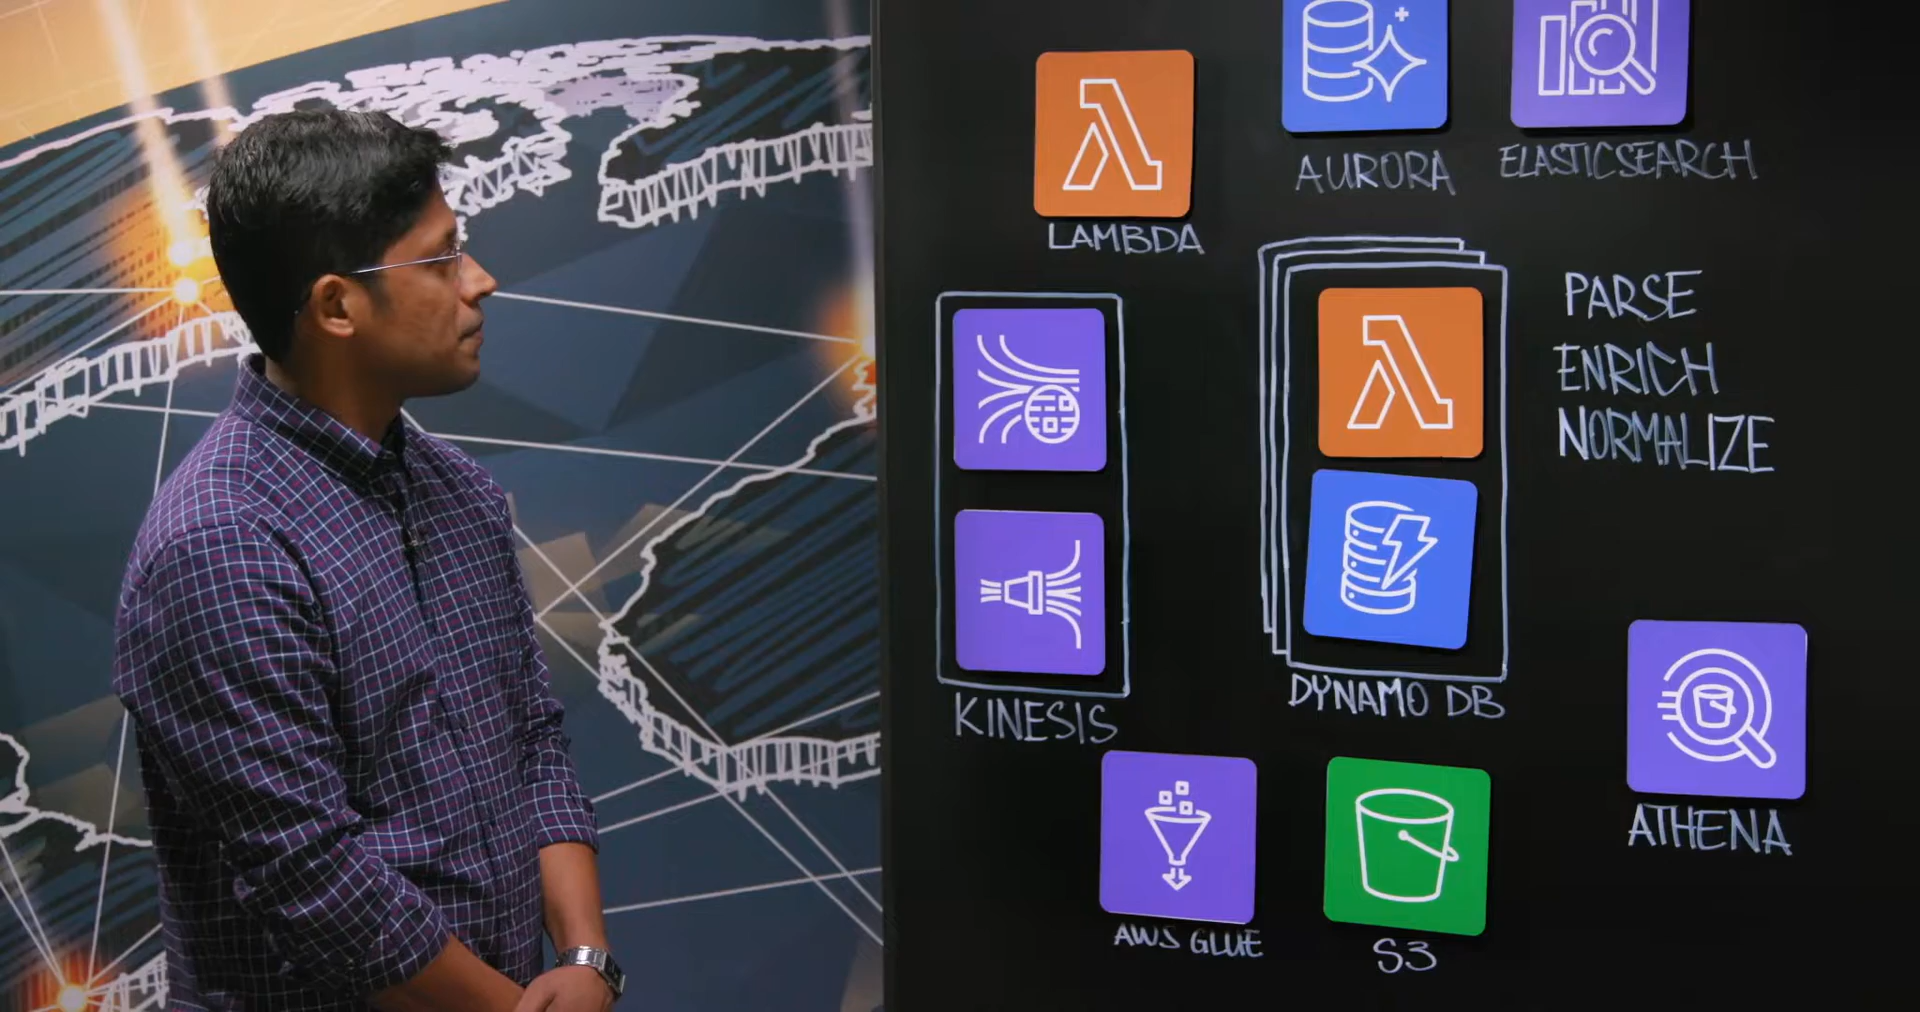 LAMBDA
AURORA
ELASTICSEARCH
PARSE
ENRICH
NORMALIZE
KINESIS
DYNAMO DB
ATHENA
AWS GLUE
S3